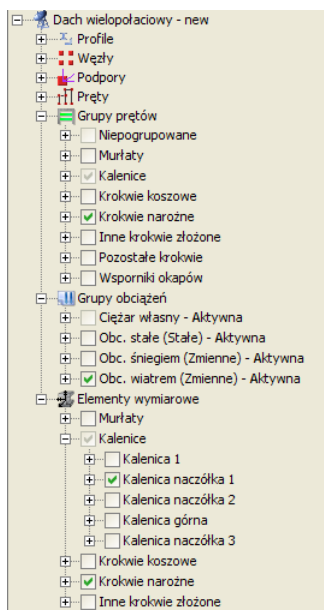 Dach wielopołaciowy - new
Profile
Węzły
Podpory
Pręty
Grupy prętów
Niepogrupowane
Murłaty
Kalenice
Krokwie koszowe
Krokwie narożne
Inne krokwie złożone
Pozostałe krokwie
Wsporniki okapów
Grupy obciążeń
Ciężar własny - Aktywna
Obc. stałe (Stałe) - Aktywna
Obc. śniegiem (Zmienne) - Aktywna
Obc. wiatrem (Zmienne) - Aktywna
Elementy wymiarowe
Murłaty
Kalenice
Kalenica 1
Kalenica naczółka 1
Kalenica naczółka 2
Kalenica górna
Kalenica naczółka 3
Krokwie koszowe
Krokwie narożne
Inne krokwie złożone